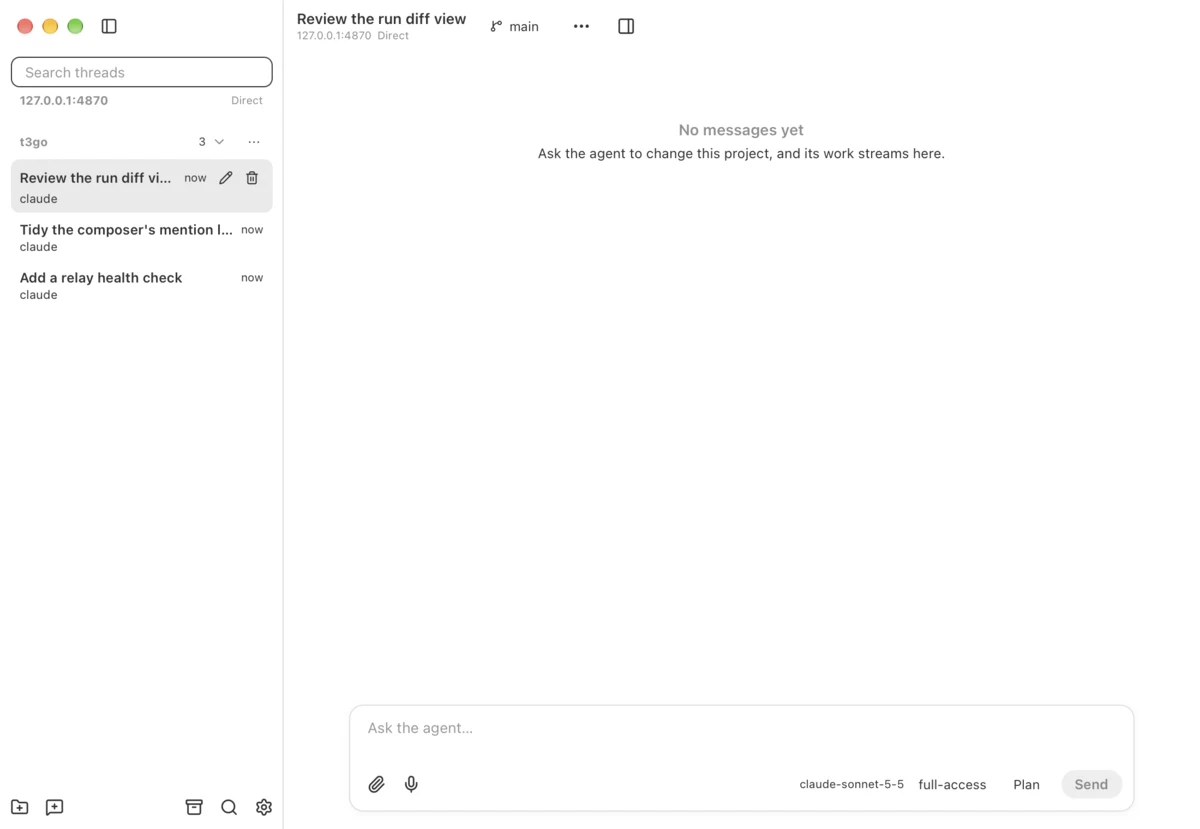 Review the run diff view
127.0.0.1:4870 Direct
main
Search threads
127.0.0.1:4870 Direct
t3go 3
Review the run diff vi... now
claude
Tidy the composer's mention l... now
claude
Add a relay health check now
claude
No messages yet
Ask the agent to change this project, and its work streams here.
Ask the agent...
claude-sonnet-5-5 full-access Plan Send